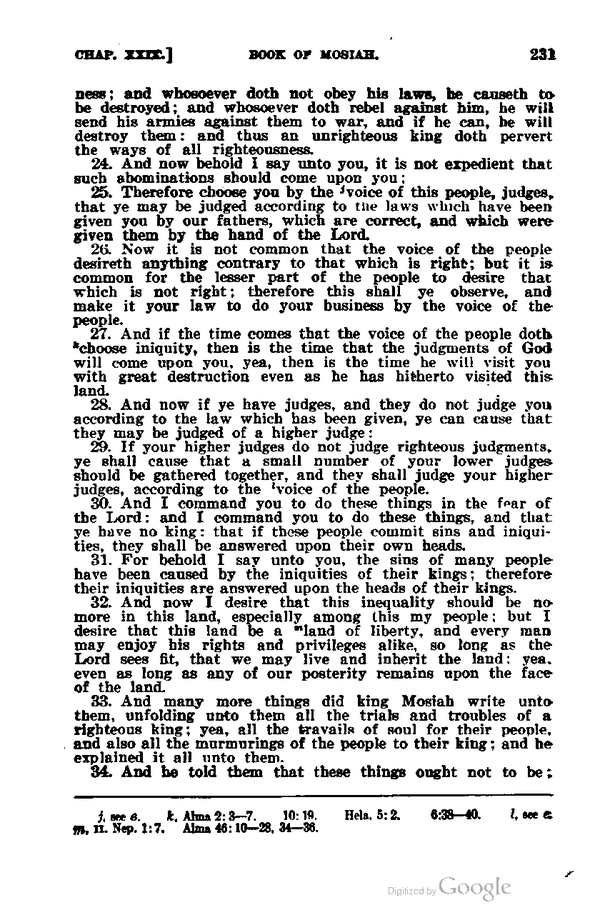 CHAP. XXIX.] BOOK OF MOSIAH. 231
ness; and whosoever doth not obey his laws, he causeth to
be destroyed; and whosoever doth rebel against him, he will
send his armies against them to war, and if he can, he will
destroy them: and thus an unrighteous king doth pervert
the ways of all righteousness.
24. And now behold I say unto you, it is not expedient that
such abominations should come upon you;
25. Therefore choose you by the jvoice of this people, judges,
that ye may be judged according to the laws which have been
given you by our fathers, which are correct, and which were
given them by the hand of the Lord.
26. Now it is not common that the voice of the people
desireth anything contrary to that which is right; but it is
common for the lesser part of the people to desire that
which is not right; therefore this shall ye observe, and
make it your law to do your business by the voice of the
people.
27. And if the time comes that the voice of the people doth
kchoose iniquity, then is the time that the judgments of God
will come upon you, yea, then is the time he will visit you
with great destruction even as he has hitherto visited this
land.
28. And now if ye have judges, and they do not judge you
according to the law which has been given, ye can cause that
they may be judged of a higher judge:
29. If your higher judges do not judge righteous judgments,
ye shall cause that a small number of your lower judges
should be gathered together, and they shall judge your higher
judges, according to the lvoice of the people.
30. And I command you to do these things in the fear of
the Lord: and I command you to do these things, and that
ye have no king: that if these people commit sins and iniqui-
ties, they shall be answered upon their own heads.
31. For behold I say unto you, the sins of many people
have been caused by the iniquities of their kings; therefore
their iniquities are answered upon the heads of their kings.
32. And now I desire that this inequality should be no
more in this land, especially among this my people; but I
desire that this land be a mland of liberty, and every man
may enjoy his rights and privileges alike, so long as the
Lord sees fit, that we may live and inherit the land: yea,
even as long as any of our posterity remains upon the face
of the land.
33. And many more things did king Mosiah write unto
them, unfolding unto them all the trials and troubles of a
righteous king; yea, all the travails of soul for their people,
and also all the murmurings of the people to their king; and he
explained it all unto them.
34. And he told them that these things ought not to be;
j, see e. k, Alma 2: 3—7. 10: 19. Hela. 5: 2. 6:38—40. l, see e.
m, II. Nep. 1: 7. Alma 46: 10—28, 34—36.
Digitized by Google